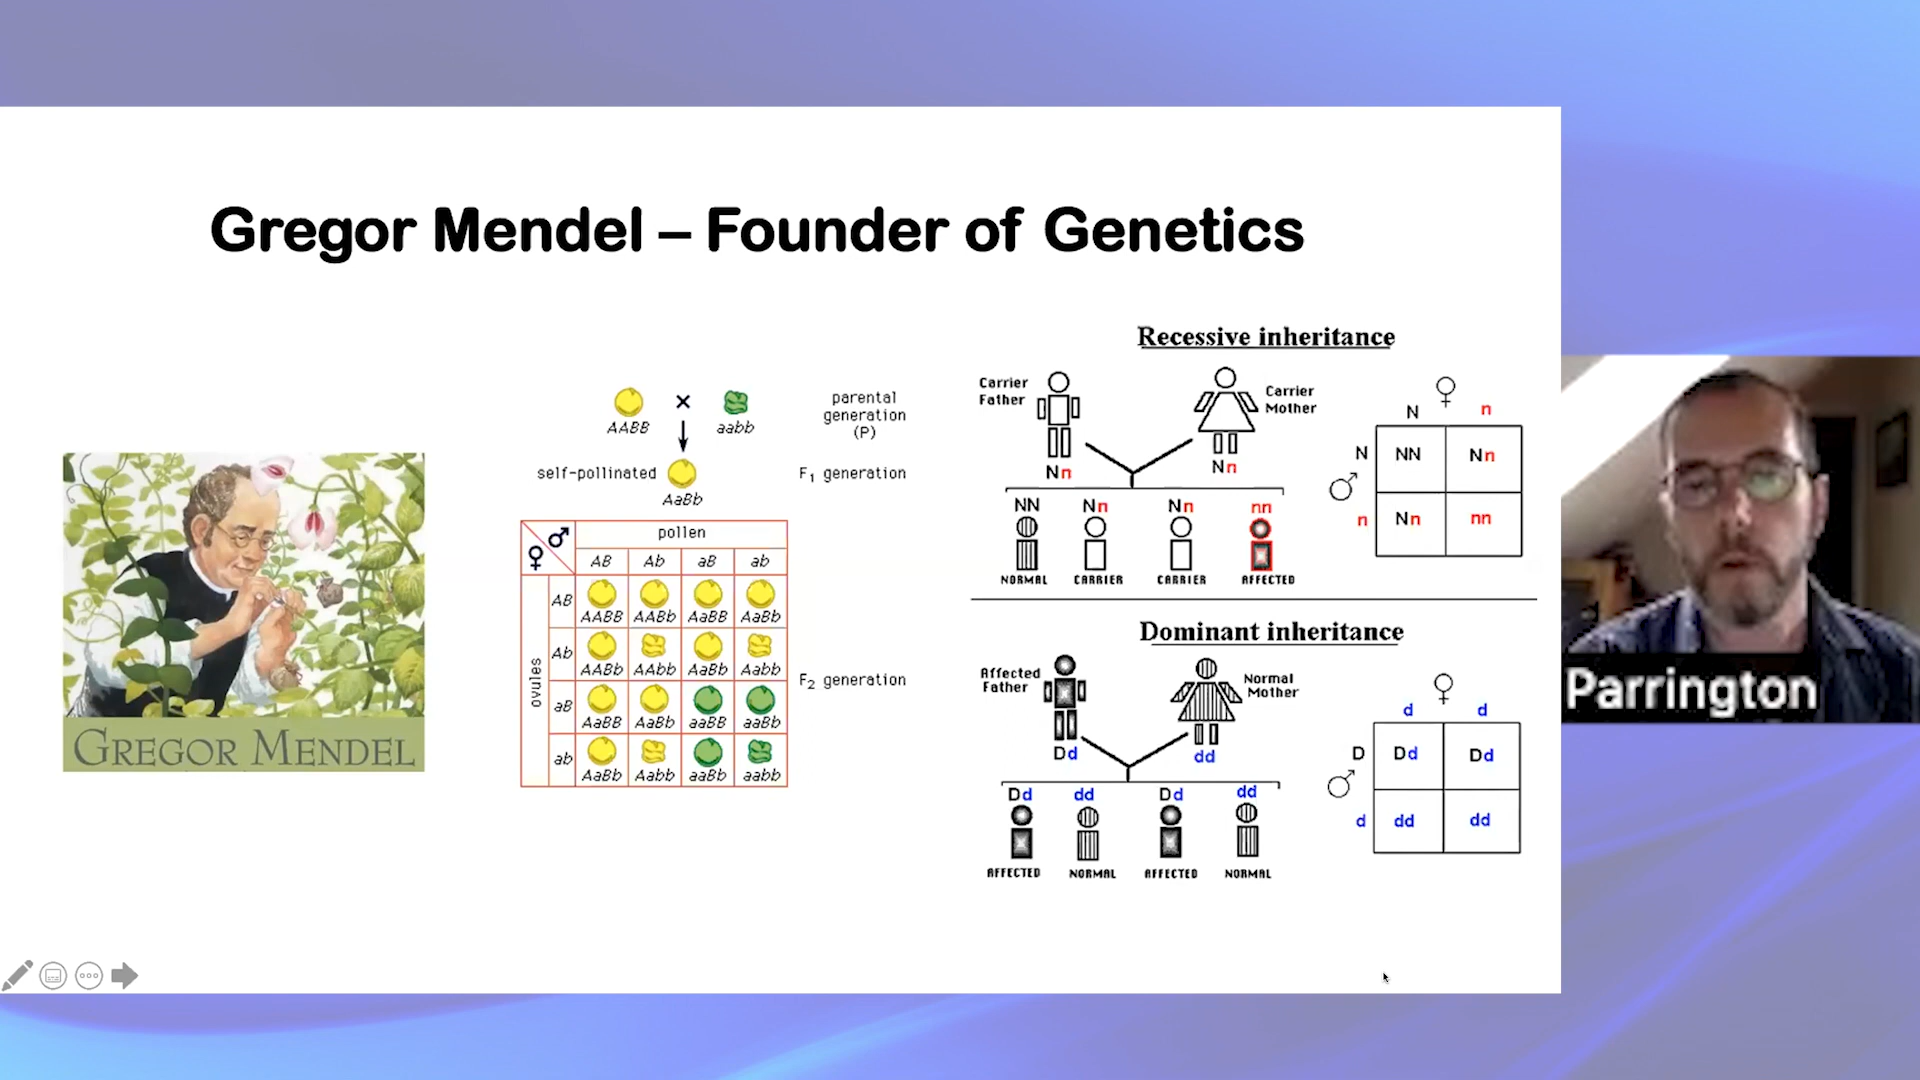 Gregor Mendel – Founder of Genetics
GREGOR MENDEL
AABB
×
aabb
parental
generation
(P)
self-pollinated
AaBb
F₁ generation
♀ ♂
pollen
AB Ab aB ab
ovules
AB
AABB AABb AaBB AaBb
Ab
AABb AAbb AaBb Aabb
aB
AaBB AaBb aaBB aaBb
ab
AaBb Aabb aaBb aabb
F₂ generation
Recessive inheritance
Carrier
Father
Carrier
Mother
Nn
Nn
NN Nn Nn nn
NORMAL CARRIER CARRIER AFFECTED
♀
N n
♂
N NN Nn
n Nn nn
Dominant inheritance
Affected
Father
Normal
Mother
Dd
dd
Dd dd Dd dd
AFFECTED NORMAL AFFECTED NORMAL
♀
d d
♂
D Dd Dd
d dd dd
Parrington